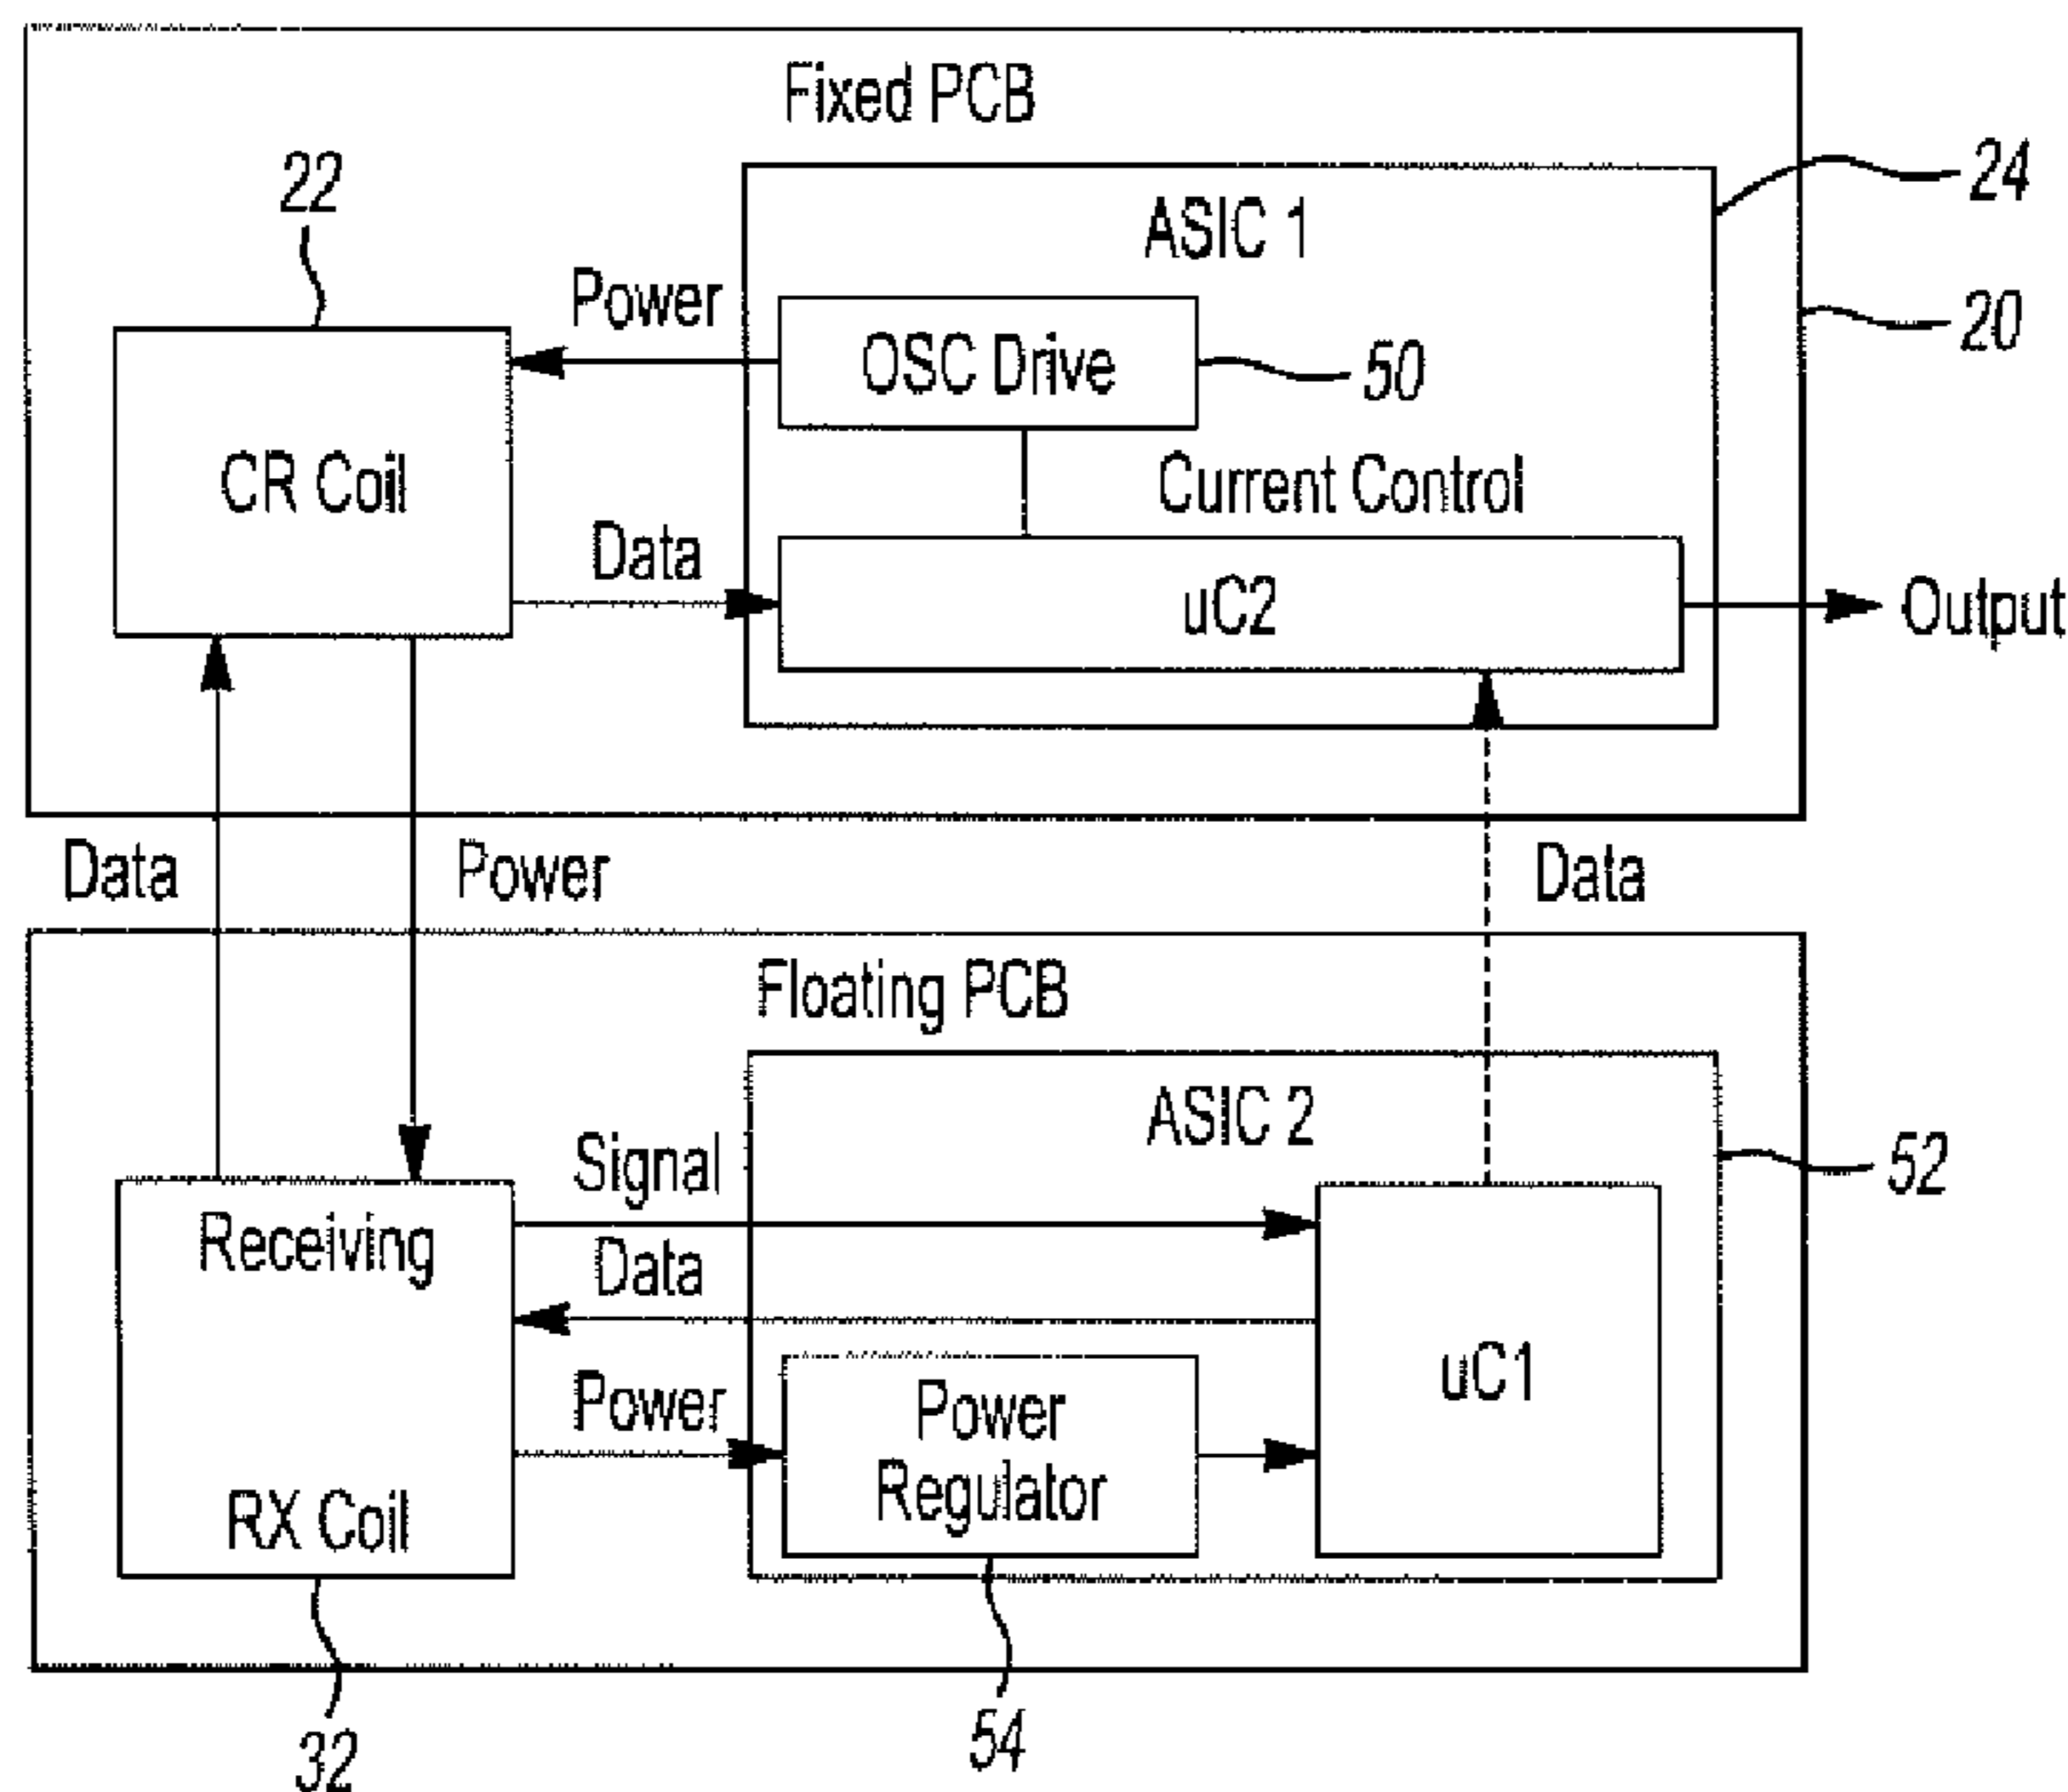 Fixed PCB
22
24
ASIC 1
Power
20
OSC Drive
50
CR Coil
Current Control
Data
uC2
Output
Data
Power
Data
Floating PCB
ASIC 2
Signal
52
Receiving
Data
uC1
Power
Power
Regulator
RX Coil
32
54